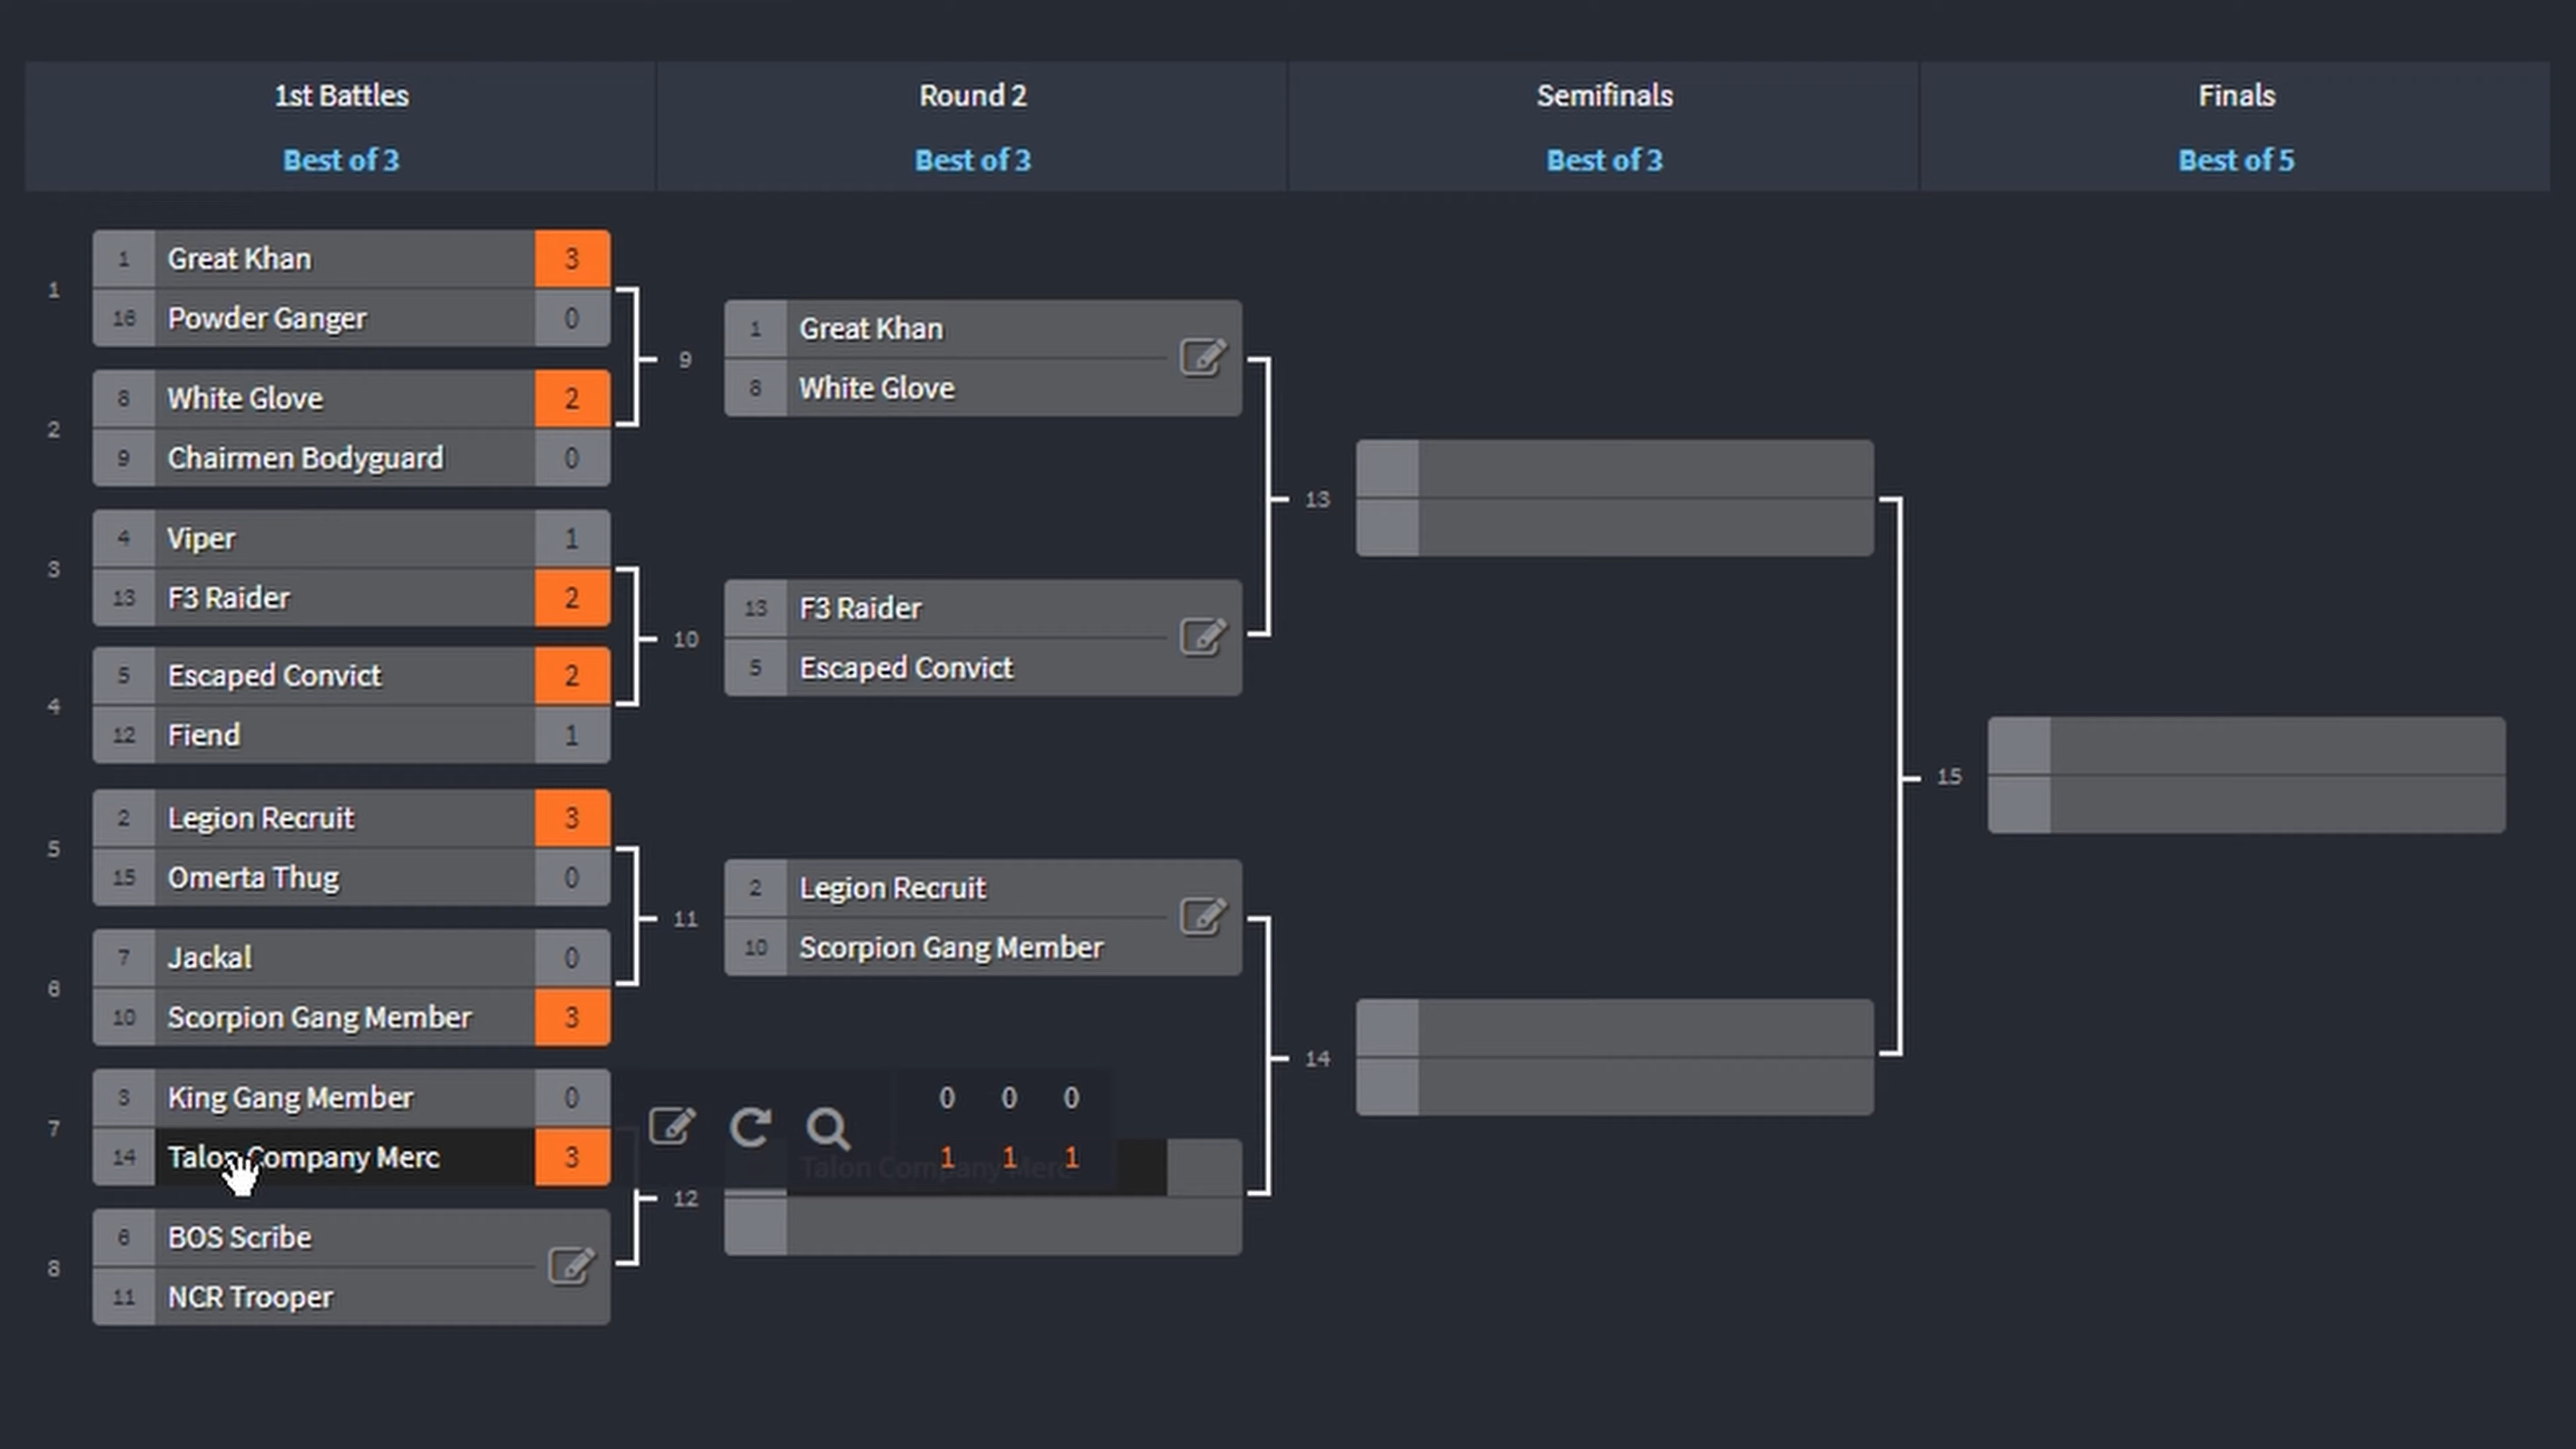 1st Battles
Best of 3
Round 2
Best of 3
Semifinals
Best of 3
Finals
Best of 5
1
1 Great Khan 3
16 Powder Ganger 0
2
8 White Glove 2
9 Chairmen Bodyguard 0
3
4 Viper 1
13 F3 Raider 2
4
5 Escaped Convict 2
12 Fiend 1
5
2 Legion Recruit 3
15 Omerta Thug 0
6
7 Jackal 0
10 Scorpion Gang Member 3
7
3 King Gang Member 0
14 Talon Company Merc 3
0 0 0
1 1 1
8
6 BOS Scribe
11 NCR Trooper
9
1 Great Khan
8 White Glove
10
13 F3 Raider
5 Escaped Convict
11
2 Legion Recruit
10 Scorpion Gang Member
12
Talon Company Merc
13
14
15